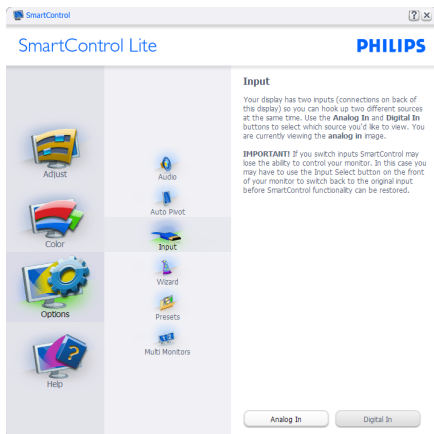 SmartControl
SmartControl Lite
PHILIPS
Adjust
Color
Options
Help
Audio
Auto Pivot
Input
Wizard
Presets
Multi Monitors
Input
Your display has two inputs (connections on back of
this display) so you can hook up two different sources
at the same time. Use the Analog In and Digital In
buttons to select which source you'd like to view. You
are currently viewing the analog in image.
IMPORTANT! If you switch inputs SmartControl may
lose the ability to control your monitor. In this case you
may have to use the Input Select button on the front
of your monitor to switch back to the original input
before SmartControl functionality can be restored.
Analog In
Digital In